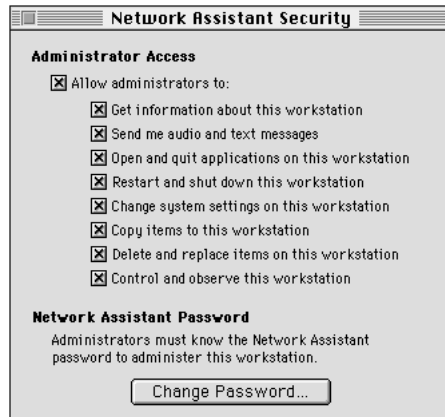 Network Assistant Security
Administrator Access
Allow administrators to:
Get information about this workstation
Send me audio and text messages
Open and quit applications on this workstation
Restart and shut down this workstation
Change system settings on this workstation
Copy items to this workstation
Delete and replace items on this workstation
Control and observe this workstation
Network Assistant Password
Administrators must know the Network Assistant
password to administer this workstation.
Change Password...